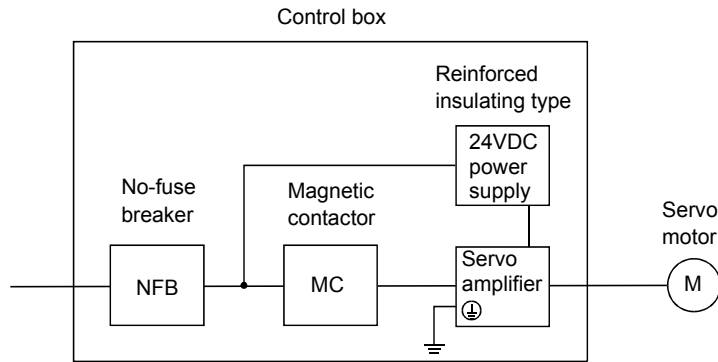 Control box
Reinforced
insulating type
24VDC
power
supply
No-fuse
breaker
Magnetic
contactor
Servo
motor
NFB
MC
Servo
amplifier
M